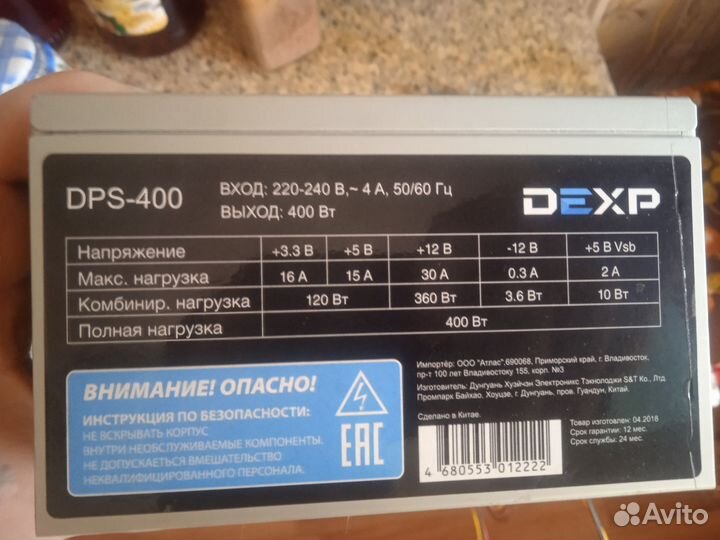 DPS-400
ВХОД: 220-240 В,~ 4 А, 50/60 Гц
ВЫХОД: 400 Вт
DEXP
Напряжение +3.3 В +5 В +12 В -12 В +5 В Vsb
Макс. нагрузка 16 А 15 А 30 А 0.3 А 2 А
Комбинир. нагрузка 120 Вт 360 Вт 3.6 Вт 10 Вт
Полная нагрузка 400 Вт
Импортёр: ООО "Атлас",690068, Приморский край, г. Владивосток,
пр-т 100 лет Владивостоку 155, корп. №3
Изготовитель: Дунгуань Хуэйчэн Электроникс Тэкнолоджи S&T Ко., Лтд
Промпарк Байхао, Хоуцзе, г. Дунгуань, пров. Гуандун, Китай.
Сделано в Китае.
Товар изготовлен: 04.2016
Срок гарантии: 12 мес.
Срок службы: 24 мес.
4 680553 012222
ВНИМАНИЕ! ОПАСНО!
ИНСТРУКЦИЯ ПО БЕЗОПАСНОСТИ:
НЕ ВСКРЫВАТЬ КОРПУС
ВНУТРИ НЕОБСЛУЖИВАЕМЫЕ КОМПОНЕНТЫ.
НЕ ДОПУСКАЕТЬСЯ ВМЕШАТЕЛЬСТВО
НЕКВАЛИФИЦИРОВАННОГО ПЕРСОНАЛА.
EAC
Avito